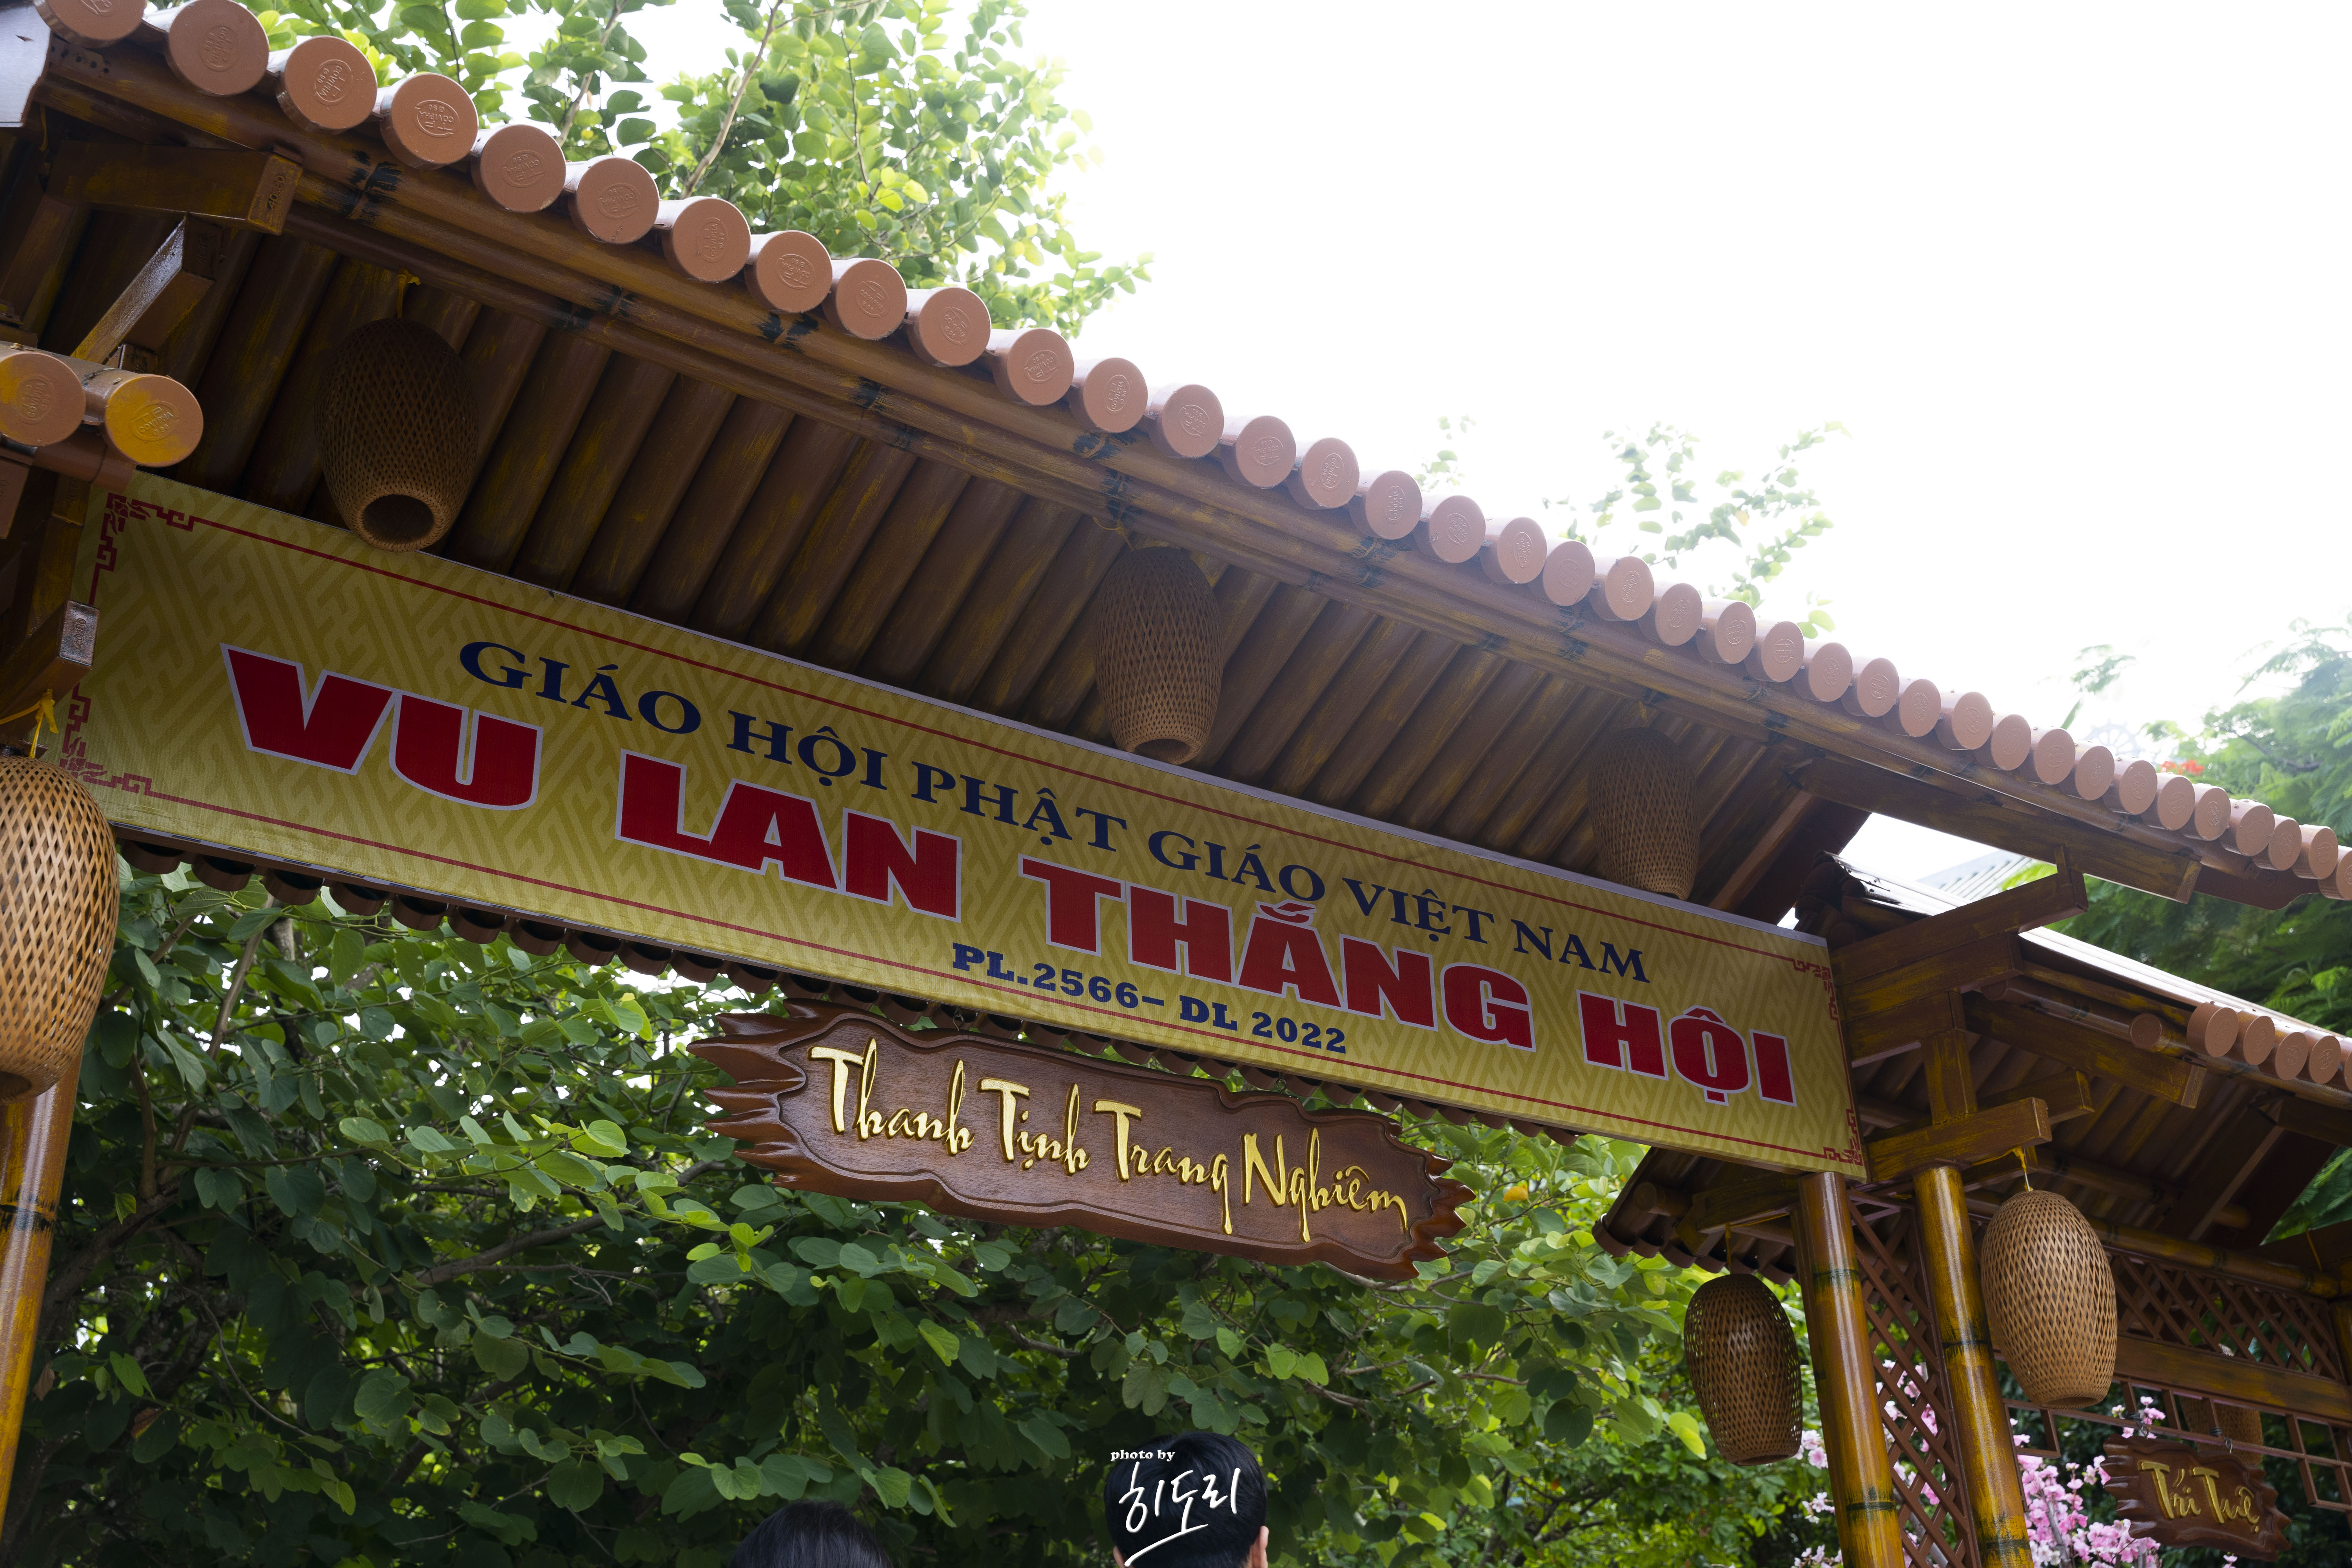 GIÁO HỘI PHẬT GIÁO VIỆT NAM
VU LAN THẮNG HỘI
PL.2566– DL 2022
Thanh Tịnh Trang Nghiêm
Trí Tuệ
photo by
히도리